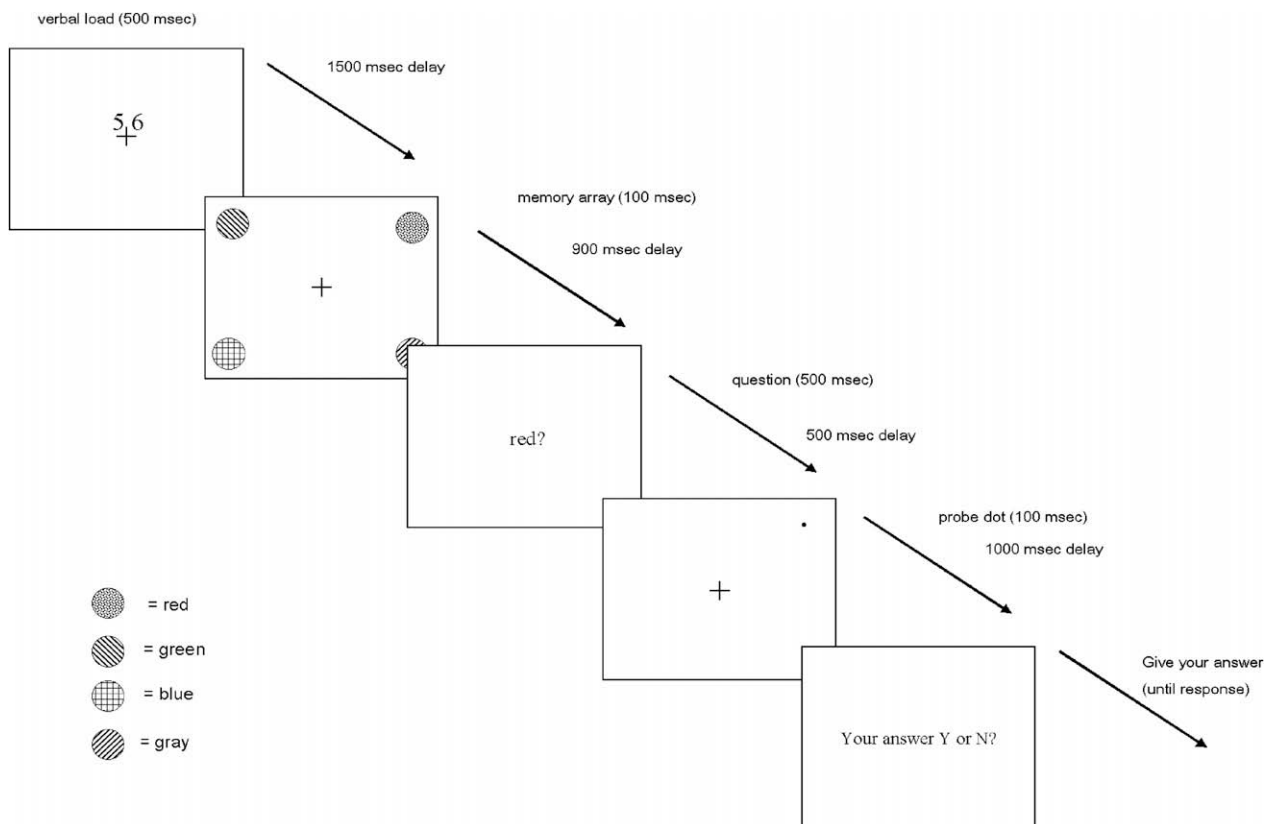 verbal load (500 msec)
1500 msec delay
5 6
memory array (100 msec)
900 msec delay
question (500 msec)
red?
500 msec delay
probe dot (100 msec)
1000 msec delay
= red
= green
= blue
= gray
Give your answer
(until response)
Your answer Y or N?